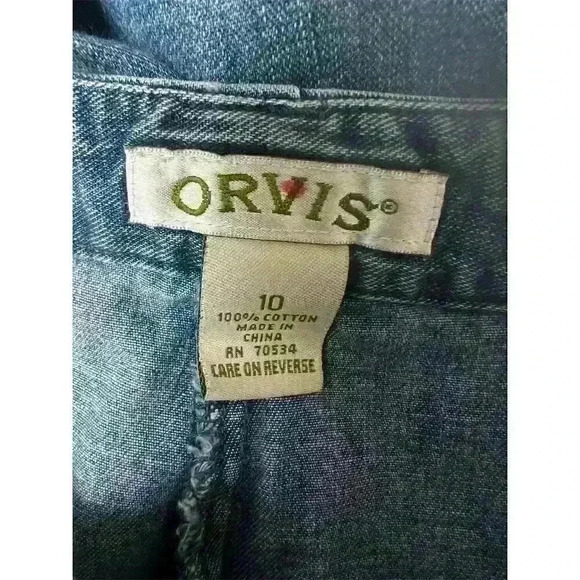 ORVIS®
10
100% COTTON
MADE IN
CHINA
RN 70534
CARE ON REVERSE